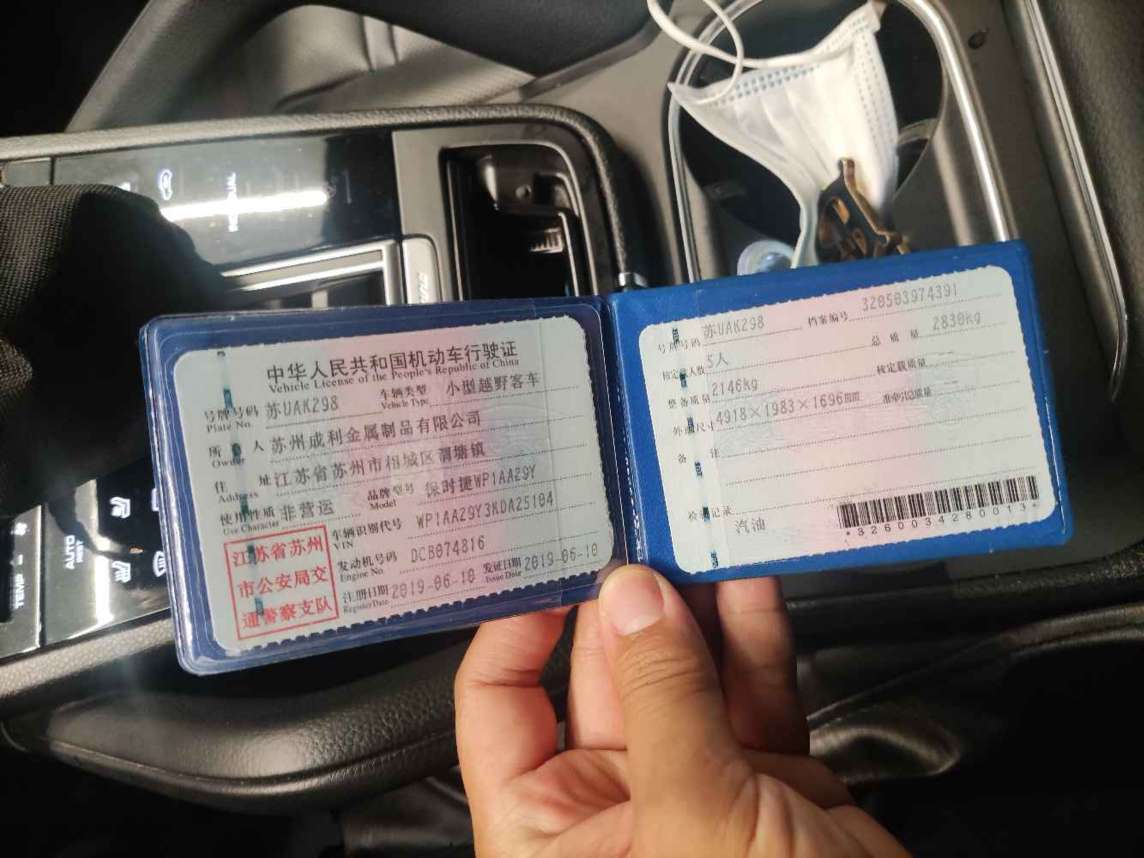 中华人民共和国机动车行驶证
Vehicle License of the People's Republic of China
号牌号码 苏UAK298 车辆类型 小型越野客车
Plate No. Vehicle Type
所 人 苏州成利金属制品有限公司
Owner
住 址 江苏省苏州市相城区渭塘镇
Address
使用性质 非营运 品牌型号 保时捷WP1AA29Y
Use Character Model
江苏省苏州
市公安局交
通警察支队
车辆识别代号 WP1AA29Y3KDA25104
VIN
发动机号码 DCB074816
Engine No.
注册日期 2019-06-10 发证日期 2019-06-10
Register Date Issue Date
号牌号码 苏UAK298 档案编号 320503974391
核定载人数 5人 总质量 2830kg
整备质量 2146kg 核定载质量 --
外廓尺寸 4918×1983×1696 准牵引总质量 --
备 注
检验记录 汽油
*3260034280013*
AUTO
TEMP